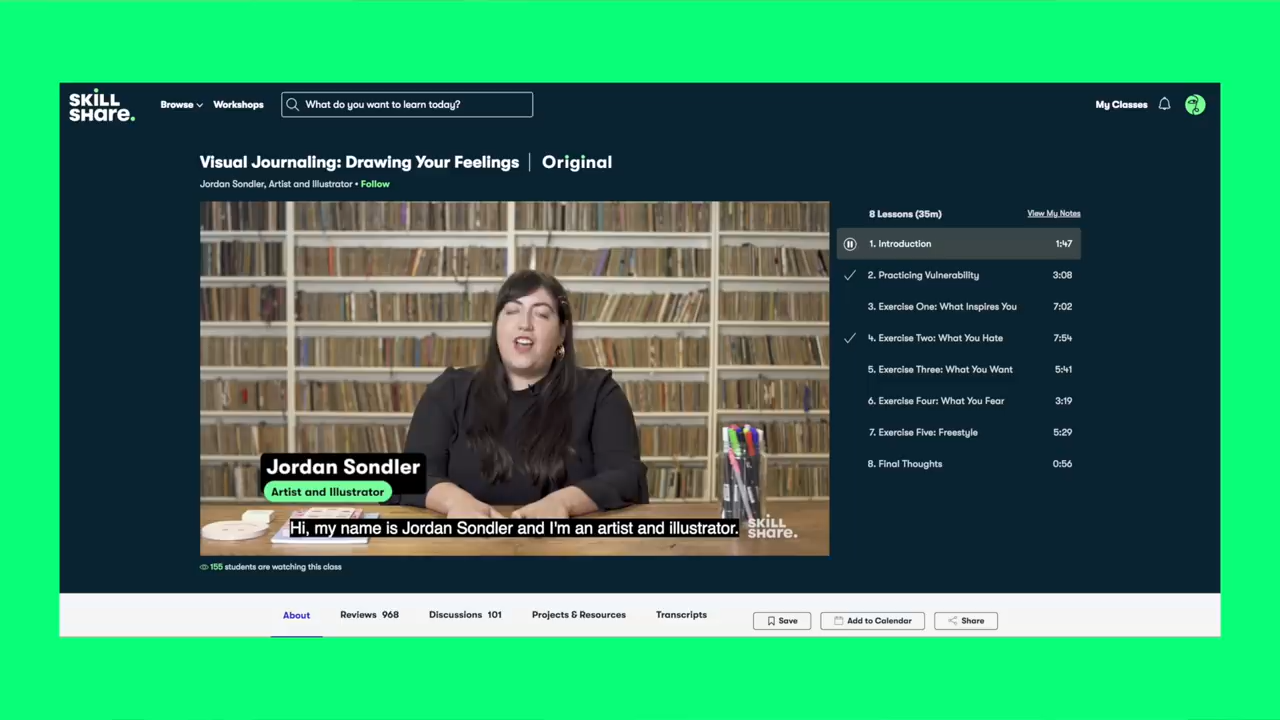 SKILL
SHARE.
Browse
Workshops
What do you want to learn today?
My Classes
Visual Journaling: Drawing Your Feelings | Original
Jordan Sondler, Artist and Illustrator • Follow
8 Lessons (35m)
View My Notes
1. Introduction 1:47
2. Practicing Vulnerability 3:08
3. Exercise One: What Inspires You 7:02
4. Exercise Two: What You Hate 7:54
5. Exercise Three: What You Want 5:41
6. Exercise Four: What You Fear 3:19
7. Exercise Five: Freestyle 5:29
8. Final Thoughts 0:56
Jordan Sondler
Artist and Illustrator
Hi, my name is Jordan Sondler and I'm an artist and illustrator.
SKILL
SHARE.
155 students are watching this class
About
Reviews 968
Discussions 101
Projects & Resources
Transcripts
Save
Add to Calendar
Share